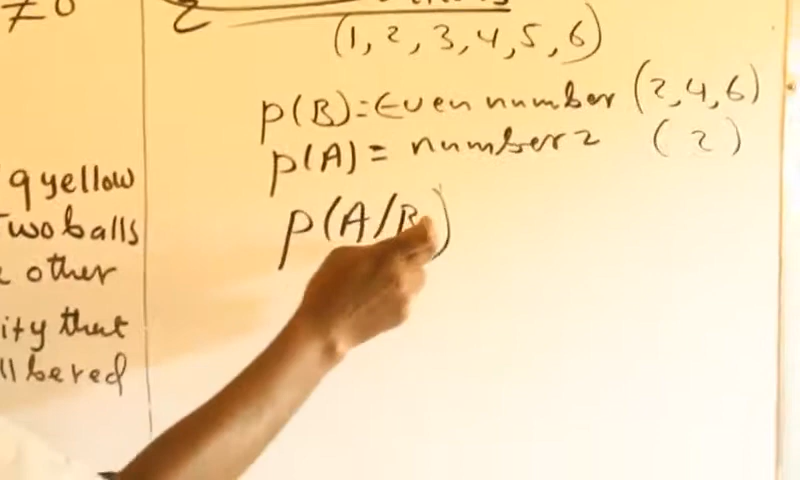 ≠0
(1, 2, 3, 4, 5, 6)
P(B)= Even number (2,4,6)
P(A) = number 2 (2)
P(A/B)
9 yellow
Two balls
other
ity that
ll be red